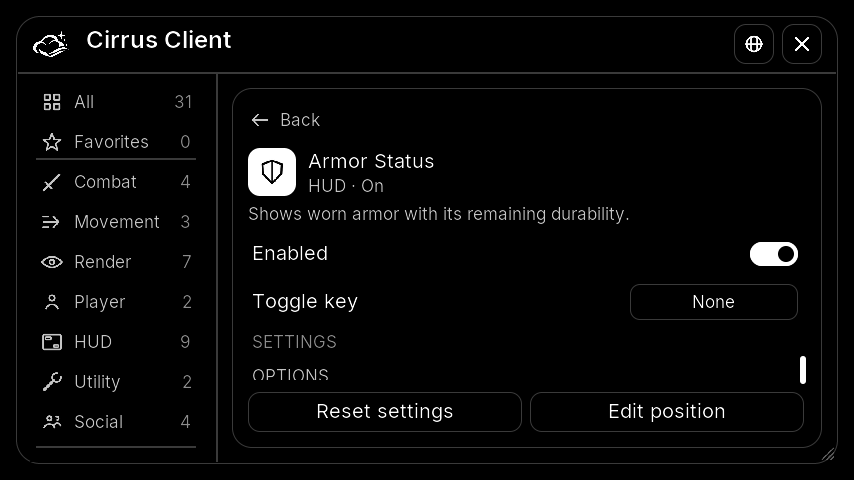 Cirrus Client
All 31
Favorites 0
Combat 4
Movement 3
Render 7
Player 2
HUD 9
Utility 2
Social 4
Back
Armor Status
HUD · On
Shows worn armor with its remaining durability.
Enabled
Toggle key None
SETTINGS
OPTIONS
Reset settings Edit position